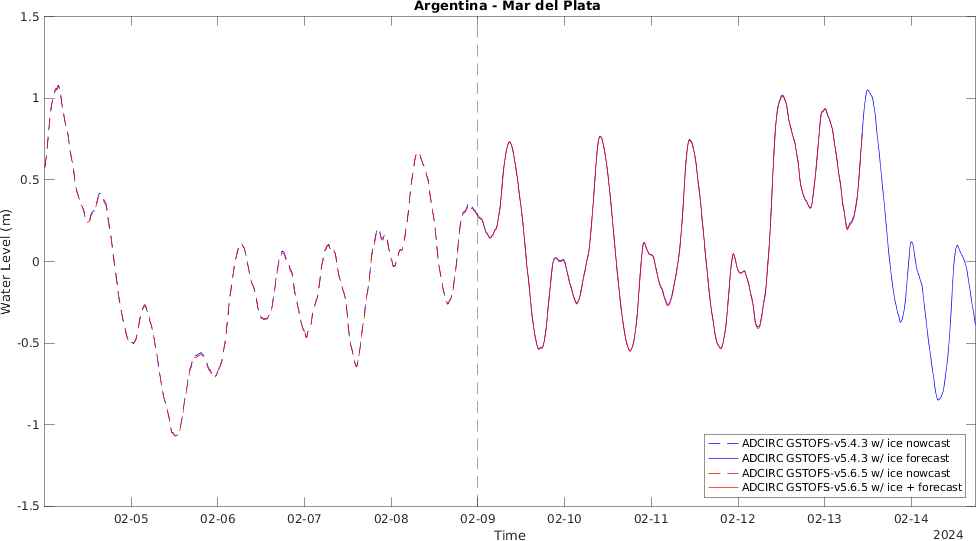 Argentina - Mar del Plata
1.5
1
0.5
0
-0.5
-1
-1.5
Water Level (m)
02-05 02-06 02-07 02-08 02-09 02-10 02-11 02-12 02-13 02-14
Time
2024
ADCIRC GSTOFS-v5.4.3 w/ ice nowcast
ADCIRC GSTOFS-v5.4.3 w/ ice forecast
ADCIRC GSTOFS-v5.6.5 w/ ice nowcast
ADCIRC GSTOFS-v5.6.5 w/ ice + forecast